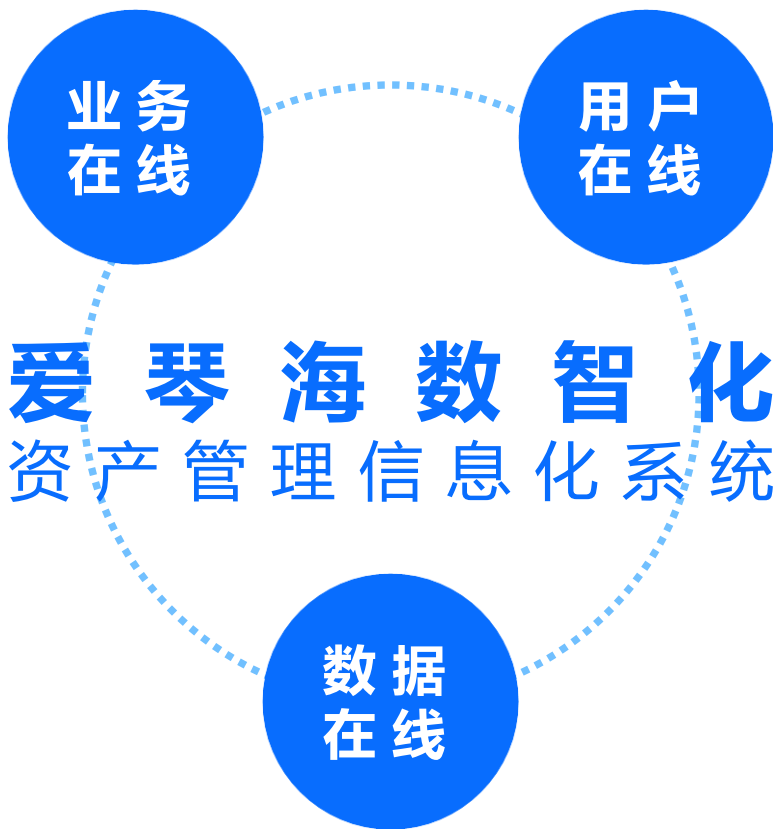 业务
在线
用户
在线
爱琴海数智化
资产管理信息化系统
数据
在线